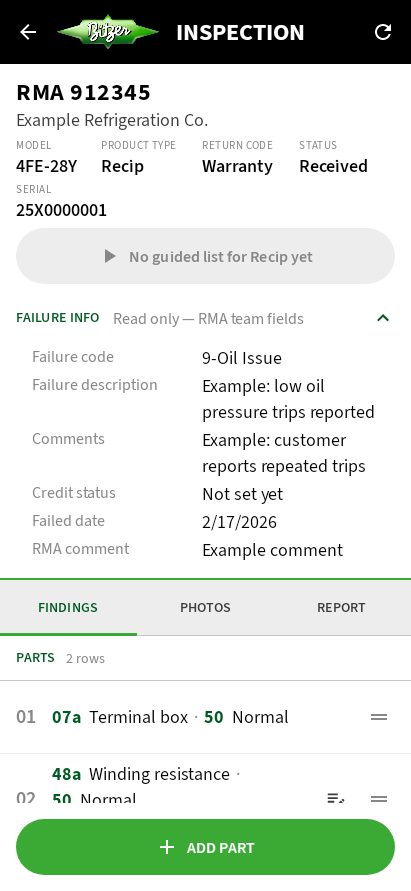 Bitzer INSPECTION
RMA 912345
Example Refrigeration Co.
MODEL PRODUCT TYPE RETURN CODE STATUS
4FE-28Y Recip Warranty Received
SERIAL
25X0000001
No guided list for Recip yet
FAILURE INFO Read only — RMA team fields
Failure code 9-Oil Issue
Failure description Example: low oil
pressure trips reported
Comments Example: customer
reports repeated trips
Credit status Not set yet
Failed date 2/17/2026
RMA comment Example comment
FINDINGS PHOTOS REPORT
PARTS 2 rows
01 07a Terminal box · 50 Normal
48a Winding resistance ·
02 50 Normal
ADD PART